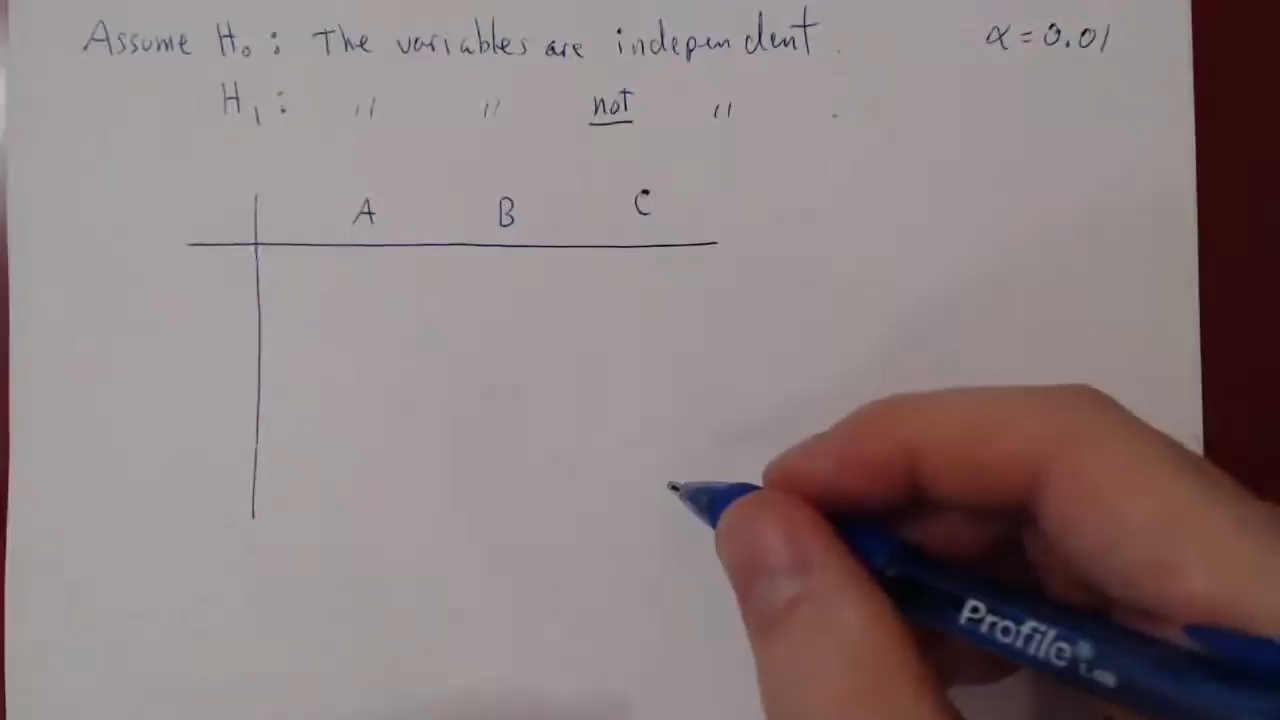 Assume H₀ : The variables are independent. α = 0.01
H₁ : " " not " .
A B C
Profile